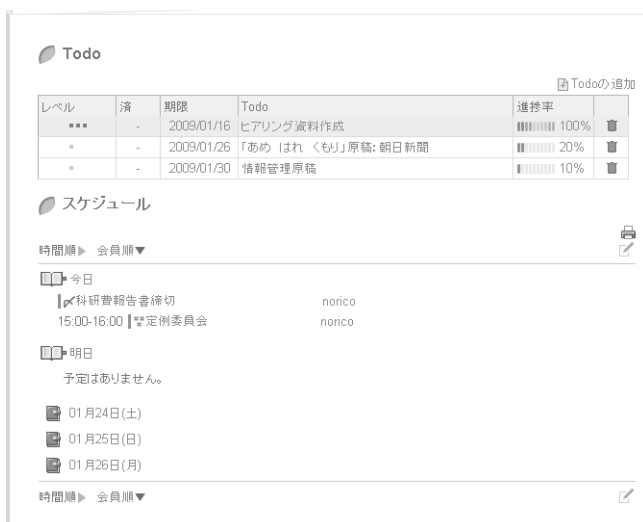 Todo
Todoの追加
レベル 済 期限 Todo 進捗率
- 2009/01/16 ヒアリング資料作成 100%
- 2009/01/26 「あめ はれ くもり」原稿: 朝日新聞 20%
- 2009/01/30 情報管理原稿 10%
スケジュール
時間順▶ 会員順▼
今日
〆科研費報告書締切 norico
15:00-16:00 定例委員会 norico
明日
予定はありません。
01月24日(土)
01月25日(日)
01月26日(月)
時間順▶ 会員順▼